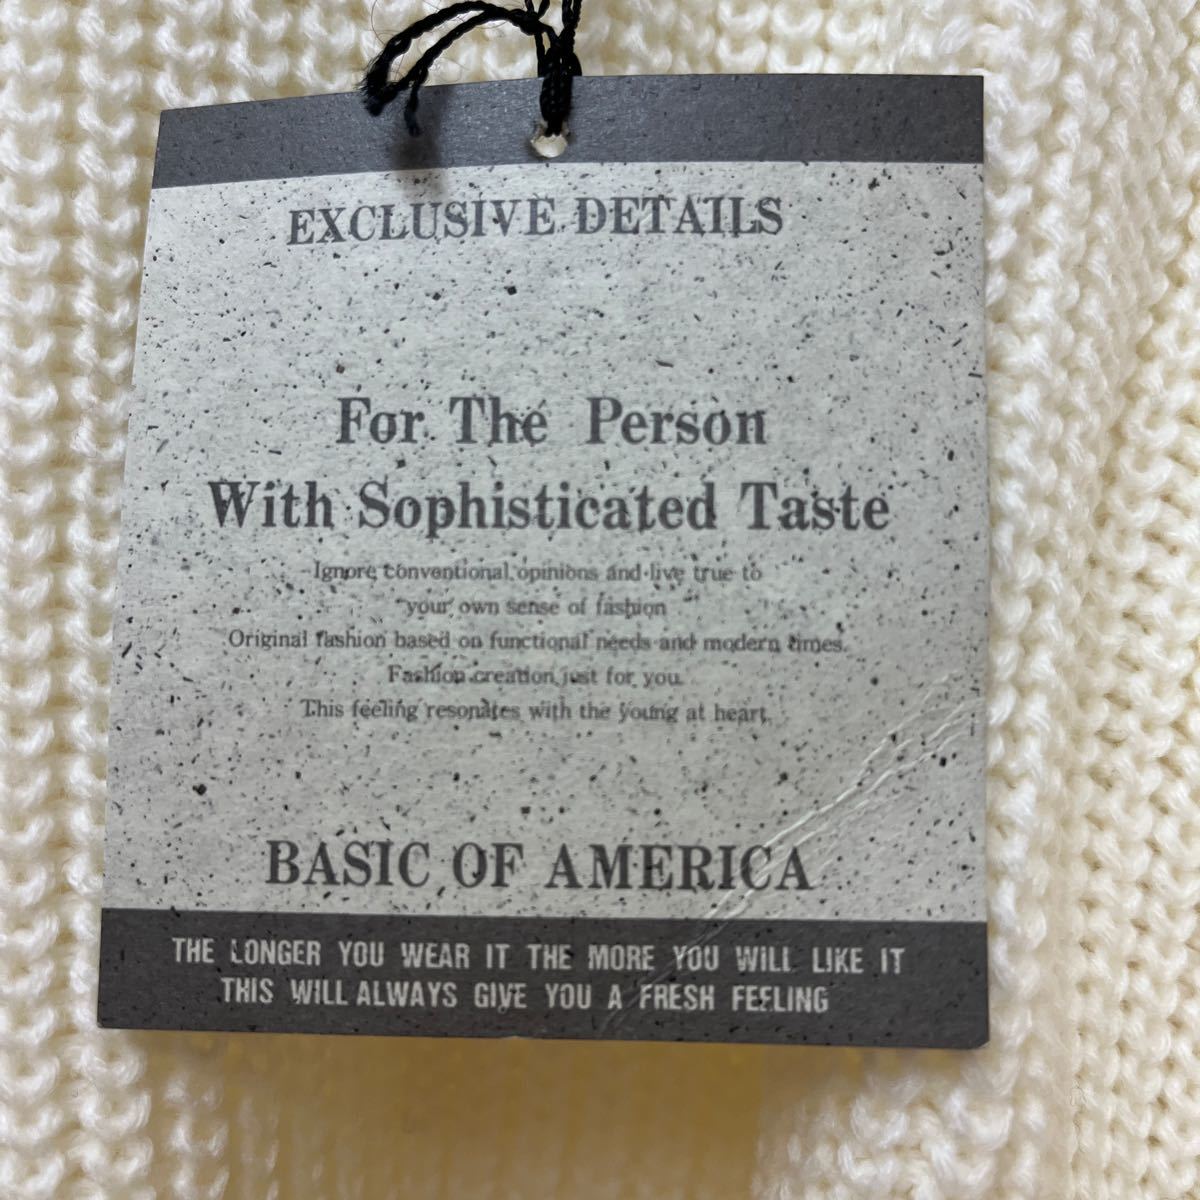 EXCLUSIVE DETAILS
For The Person
With Sophisticated Taste
Ignore conventional opinions and live true to
your own sense of fashion
Original fashion based on functional needs and modern times.
Fashion creation just for you.
This feeling resonates with the young at heart.
BASIC OF AMERICA
THE LONGER YOU WEAR IT THE MORE YOU WILL LIKE IT
THIS WILL ALWAYS GIVE YOU A FRESH FEELING